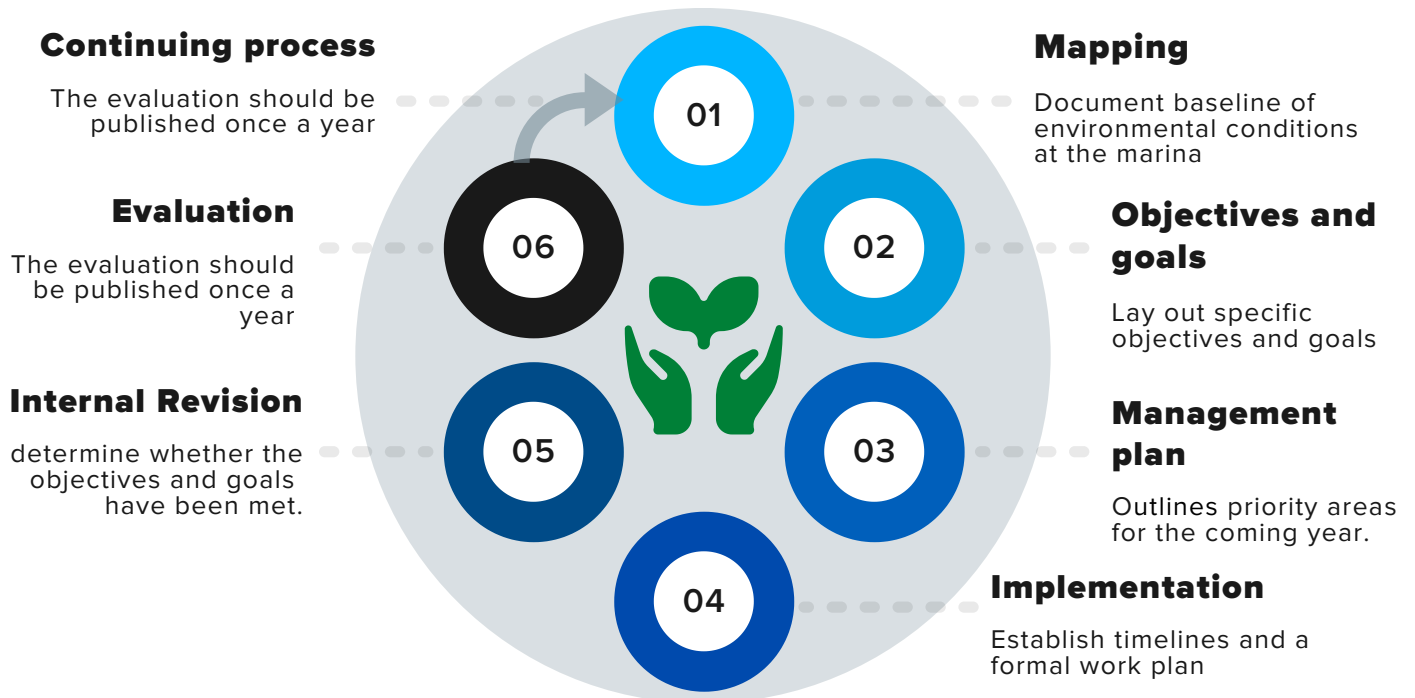 01
Mapping
Document baseline of
environmental conditions
at the marina
02
Objectives and
goals
Lay out specific
objectives and goals
03
Management
plan
Outlines priority areas
for the coming year.
04
Implementation
Establish timelines and a
formal work plan
05
Internal Revision
determine whether the
objectives and goals
have been met.
06
Evaluation
The evaluation should
be published once a
year
Continuing process
The evaluation should be
published once a year